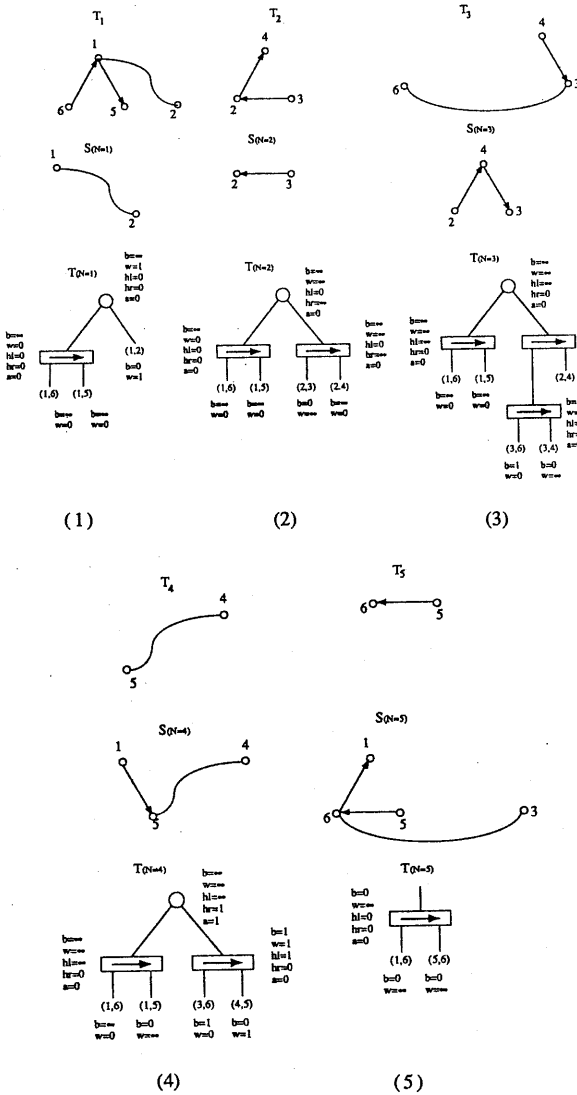 T1
1
6
5
2
S(N=1)
1
2
T(N=1)
b=∞
w=1
hl=0
hr=0
a=0
b=∞
w=0
hl=0
hr=0
a=0
(1,6) (1,5)
b=∞ b=∞
w=0 w=0
(1,2)
b=0
w=1
(1)
T2
4
2
3
S(N=2)
2
3
T(N=2)
b=∞
w=∞
hl=0
hr=∞
a=0
b=∞
w=0
hl=0
hr=0
a=0
b=∞
w=∞
hl=0
hr=∞
a=0
(1,6) (1,5) (2,3) (2,4)
b=∞ b=∞ b=0 b=∞
w=0 w=0 w=∞ w=0
(2)
T3
4
6
3
S(N=3)
4
2
3
T(N=3)
b=∞
w=∞
hl=∞
hr=0
a=0
b=∞
w=∞
hl=∞
hr=0
a=0
(1,6) (1,5)
b=∞ b=∞
w=0 w=0
(2,4)
(3,6) (3,4)
b=1 b=0
w=0 w=∞
(3)
T4
4
5
S(N=4)
1
4
5
T(N=4)
b=∞
w=∞
hl=∞
hr=1
a=1
b=∞
w=∞
hl=∞
hr=0
a=0
b=1
w=1
hl=1
hr=0
a=0
(1,6) (1,5) (3,6) (4,5)
b=∞ b=0 b=1 b=0
w=0 w=∞ w=0 w=1
(4)
T5
6
5
S(N=5)
1
6
5
3
T(N=5)
b=0
w=∞
hl=0
hr=0
a=0
(1,6) (5,6)
b=0 b=0
w=∞ w=∞
(5)